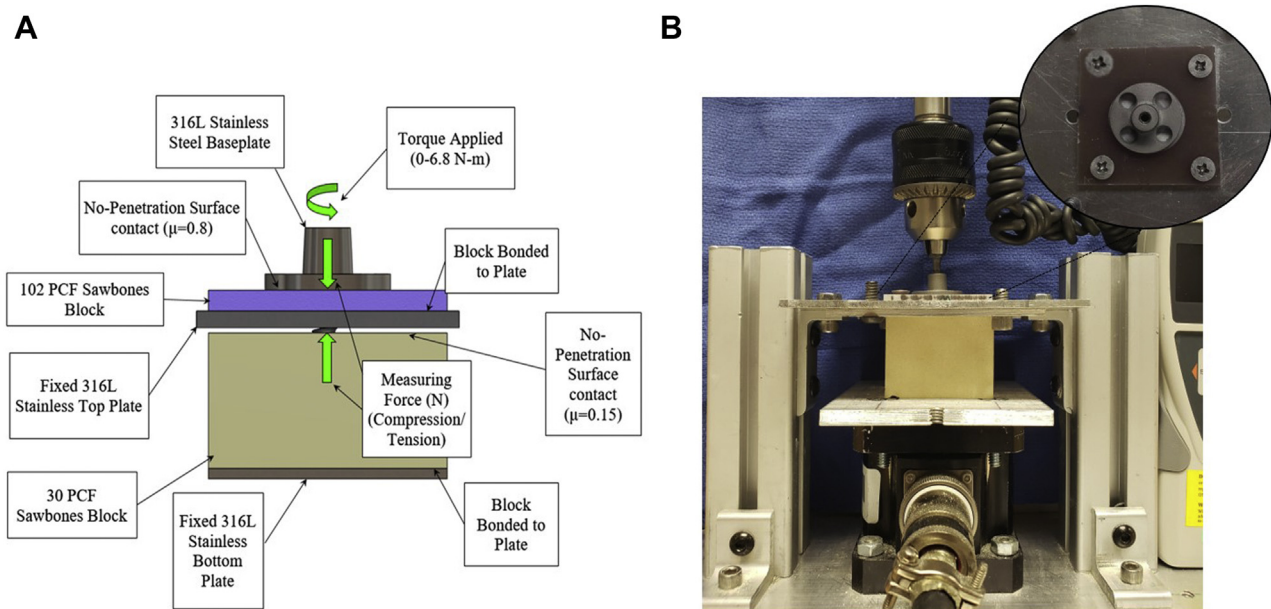 A
B
316L Stainless
Steel Baseplate
Torque Applied
(0-6.8 N-m)
No-Penetration Surface
contact (μ=0.8)
Block Bonded
to Plate
102 PCF Sawbones
Block
No-
Penetration
Surface
contact
(μ=0.15)
Fixed 316L
Stainless Top Plate
Measuring
Force (N)
(Compression/
Tension)
30 PCF
Sawbones Block
Fixed 316L
Stainless
Bottom
Plate
Block
Bonded to
Plate